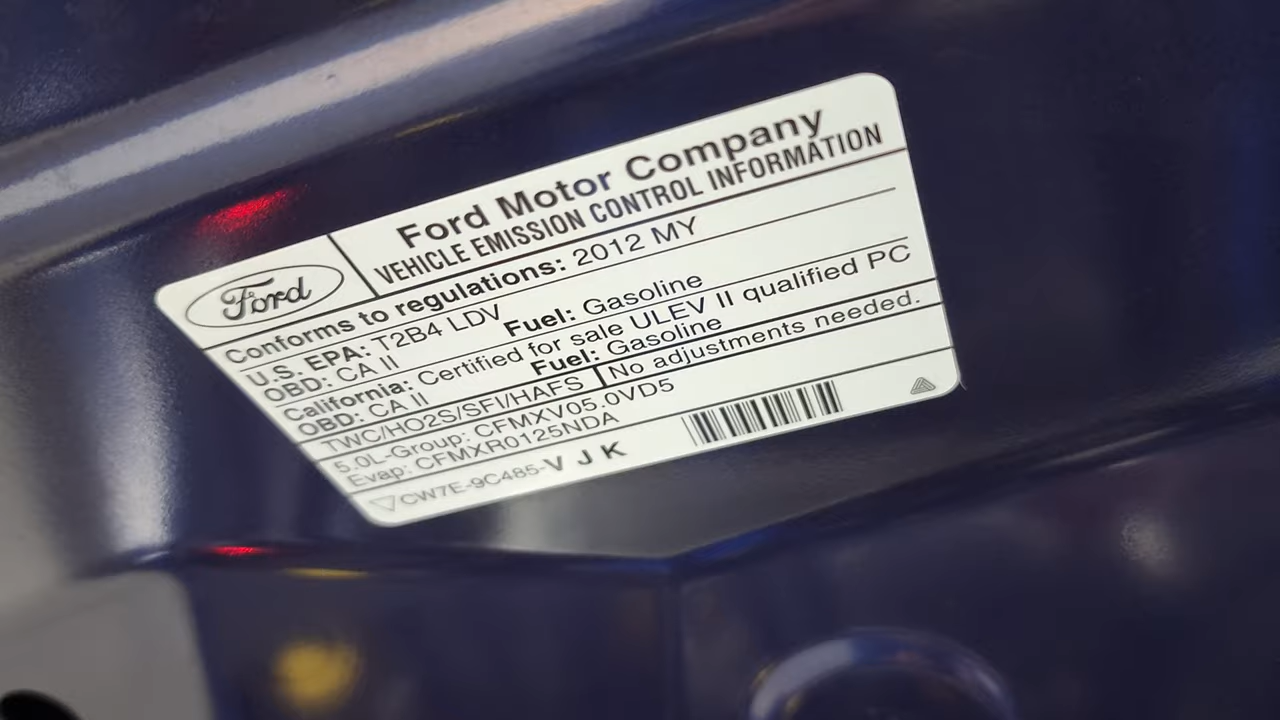 Ford
Ford Motor Company
VEHICLE EMISSION CONTROL INFORMATION
Conforms to regulations: 2012 MY
U.S. EPA: T2B4 LDV
OBD: CA II Fuel: Gasoline
California: Certified for sale ULEV II qualified PC
OBD: CA II Fuel: Gasoline
TWC/HO2S/SFI/HAFS No adjustments needed.
5.0L-Group: CFMXV05.0VD5
Evap: CFMXR0125NDA
CW7E-9C485-V J K